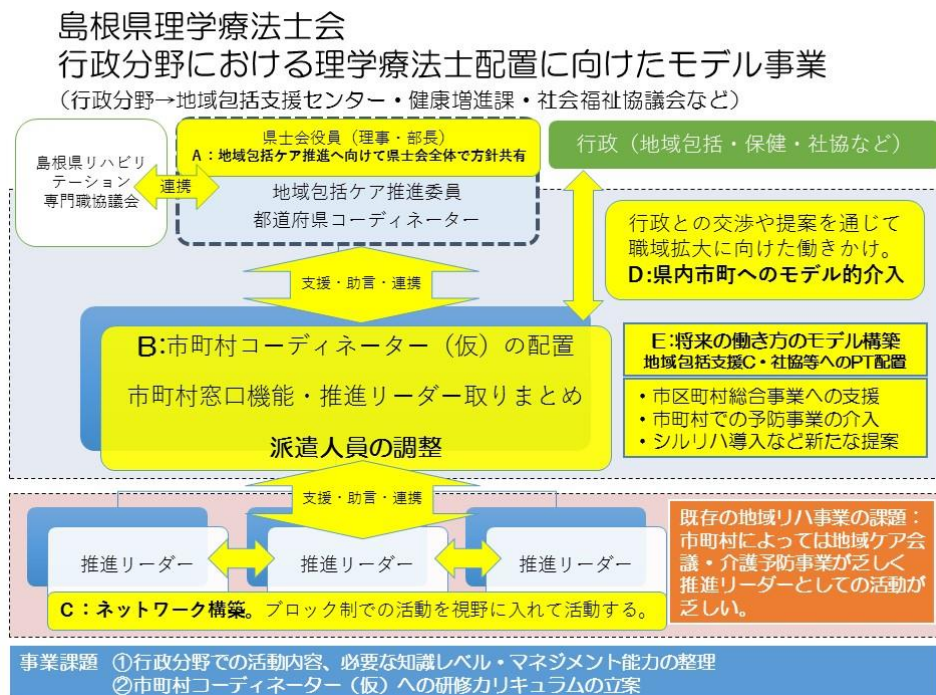 島根県理学療法士会
行政分野における理学療法士配置に向けたモデル事業
（行政分野→地域包括支援センター・健康増進課・社会福祉協議会など）
島根県リハビリ
テーション
専門職協議会
連携
県士会役員（理事・部長）
A：地域包括ケア推進へ向けて県士会全体で方針共有
地域包括ケア推進委員
都道府県コーディネーター
行政（地域包括・保健・社協など）
行政との交渉や提案を通じて
職域拡大に向けた働きかけ。
D:県内市町へのモデル的介入
支援・助言・連携
B:市町村コーディネーター（仮）の配置
市町村窓口機能・推進リーダー取りまとめ
派遣人員の調整
E：将来の働き方のモデル構築
地域包括支援C・社協等へのPT配置
・市区町村総合事業への支援
・市町村での予防事業の介入
・シルリハ導入など新たな提案
支援・助言・連携
推進リーダー
推進リーダー
推進リーダー
C：ネットワーク構築。ブロック制での活動を視野に入れて活動する。
既存の地域リハ事業の課題：
市町村によっては地域ケア会
議・介護予防事業が乏しく
推進リーダーとしての活動が
乏しい。
事業課題 ①行政分野での活動内容、必要な知識レベル・マネジメント能力の整理
②市町村コーディネーター（仮）への研修カリキュラムの立案